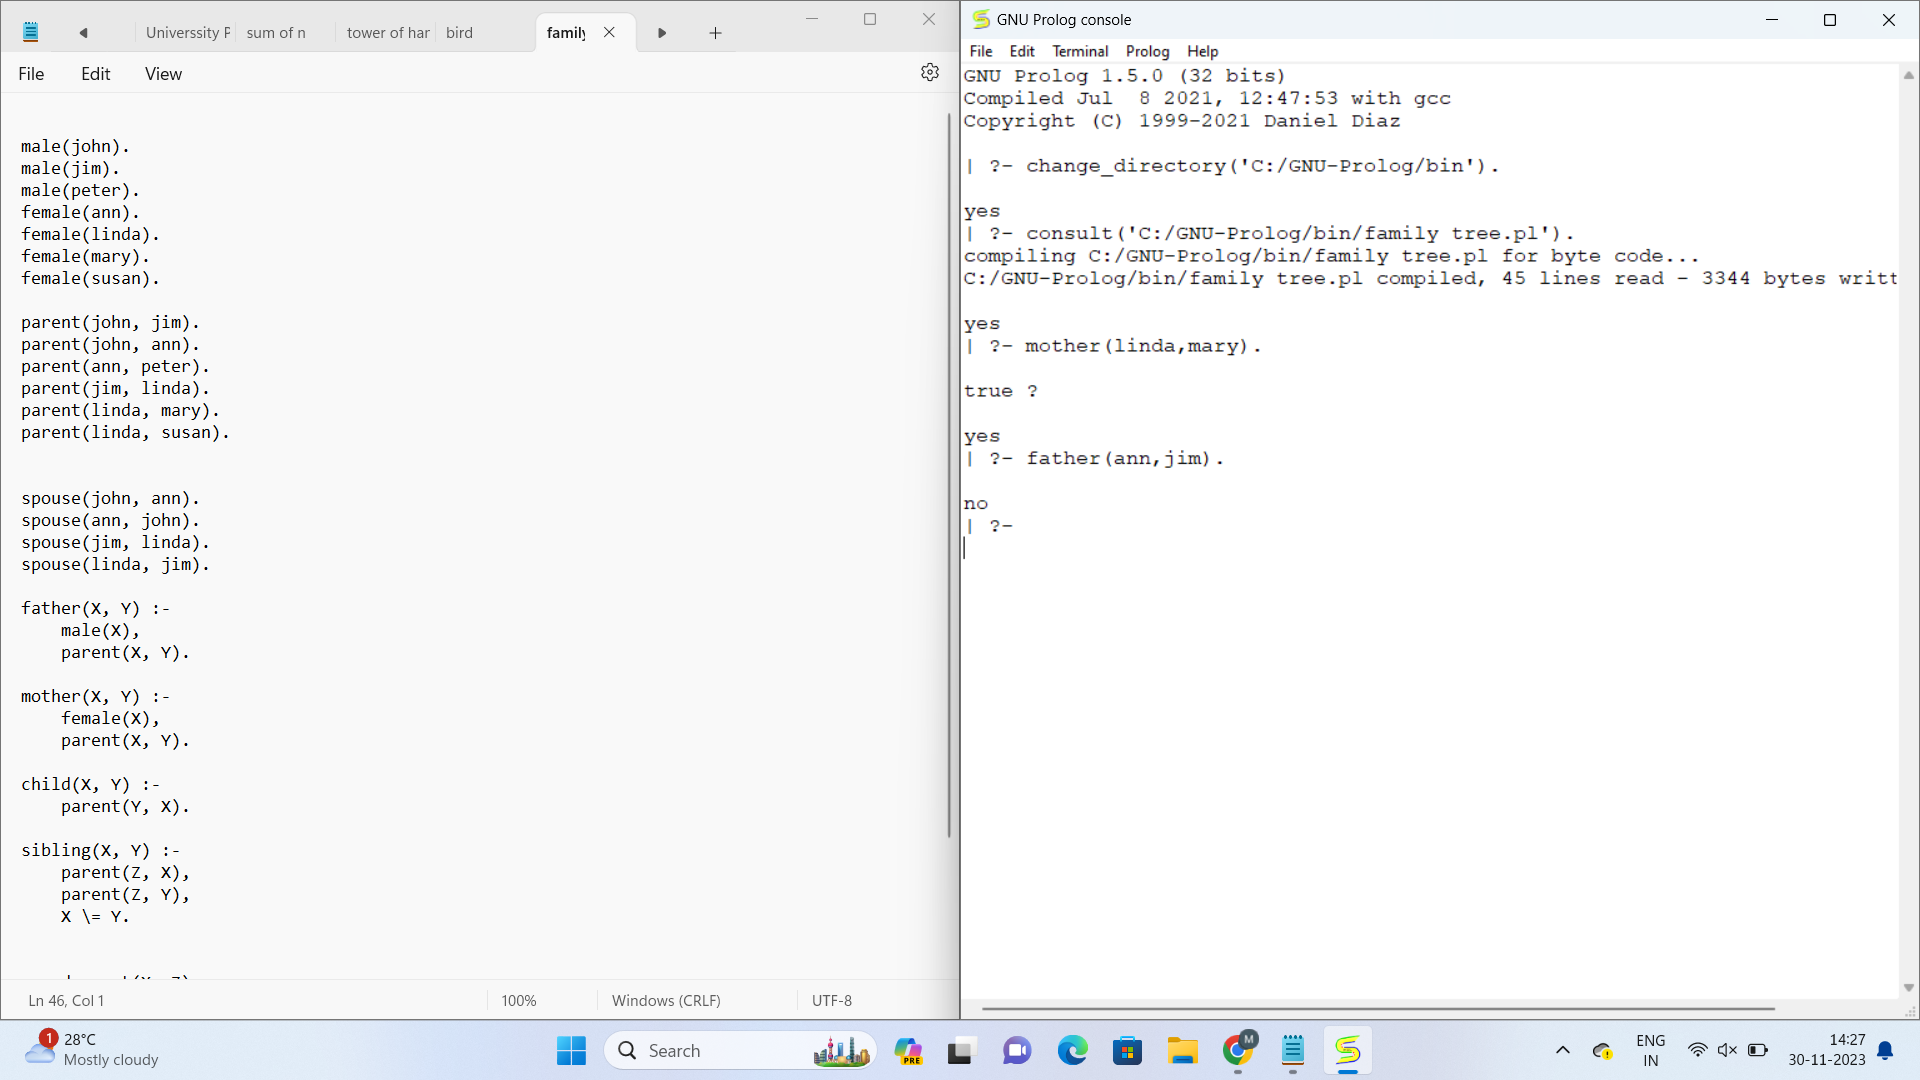 Universsity P
sum of n
tower of har
bird
family
File Edit View
male(john).
male(jim).
male(peter).
female(ann).
female(linda).
female(mary).
female(susan).
parent(john, jim).
parent(john, ann).
parent(ann, peter).
parent(jim, linda).
parent(linda, mary).
parent(linda, susan).
spouse(john, ann).
spouse(ann, john).
spouse(jim, linda).
spouse(linda, jim).
father(X, Y) :-
    male(X),
    parent(X, Y).
mother(X, Y) :-
    female(X),
    parent(X, Y).
child(X, Y) :-
    parent(Y, X).
sibling(X, Y) :-
    parent(Z, X),
    parent(Z, Y),
    X \= Y.
Ln 46, Col 1
100%
Windows (CRLF)
UTF-8
GNU Prolog console
File Edit Terminal Prolog Help
GNU Prolog 1.5.0 (32 bits)
Compiled Jul  8 2021, 12:47:53 with gcc
Copyright (C) 1999-2021 Daniel Diaz
| ?- change_directory('C:/GNU-Prolog/bin').
yes
| ?- consult('C:/GNU-Prolog/bin/family tree.pl').
compiling C:/GNU-Prolog/bin/family tree.pl for byte code...
C:/GNU-Prolog/bin/family tree.pl compiled, 45 lines read - 3344 bytes writt
yes
| ?- mother(linda,mary).
true ?
yes
| ?- father(ann,jim).
no
| ?-
1
28°C
Mostly cloudy
Search
PRE
M
ENG
IN
14:27
30-11-2023